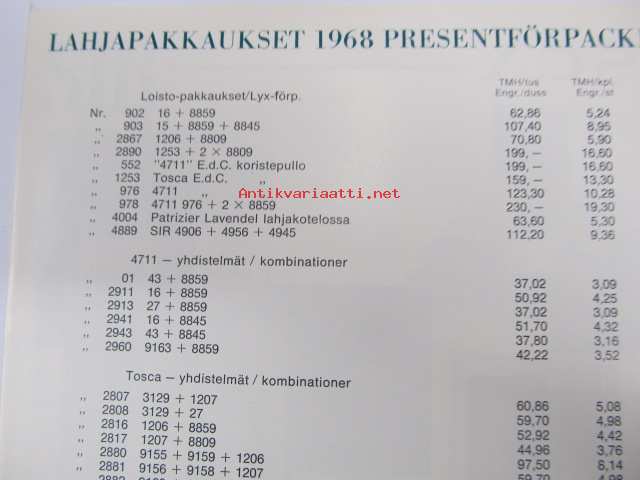 LAHJAPAKKAUKSET 1968 PRESENTFÖRPACK
TMH/tus TMH/kpl.
Loisto-pakkaukset/Lyx-förp. Engr./duss Engr./st
Nr. 902 16 + 8859 62,86 5,24
„ 903 15 + 8859 + 8845 107,40 8,95
„ 2867 1206 + 8809 70,80 5,90
„ 2890 1253 + 2 × 8809 199,— 16,60
„ 552 "4711" E.d.C. koristepullo 199,— 16,60
„ 1253 Tosca E.d.C. „ 159,— 13,30
„ 976 4711 „ 123,30 10,28
Antikvariaatti.net
„ 978 4711 976 + 2 × 8859 230,— 19,30
„ 4004 Patrizier Lavendel lahjakotelossa 63,60 5,30
„ 4889 SIR 4906 + 4956 + 4945 112,20 9,36
4711 — yhdistelmät / kombinationer
„ 01 43 + 8859 37,02 3,09
„ 2911 16 + 8859 50,92 4,25
„ 2913 27 + 8859 37,02 3,09
„ 2941 16 + 8845 51,70 4,32
„ 2943 43 + 8845 37,80 3,16
„ 2960 9163 + 8859 42,22 3,52
Tosca — yhdistelmät / kombinationer
„ 2807 3129 + 1207 60,86 5,08
„ 2808 3129 + 27 59,70 4,98
„ 2816 1206 + 8859 52,92 4,42
„ 2817 1207 + 8809 44,96 3,76
„ 2880 9155 + 9159 + 1206 97,50 8,14
„ 2881 9156 + 9158 + 1207 59,70 4,98